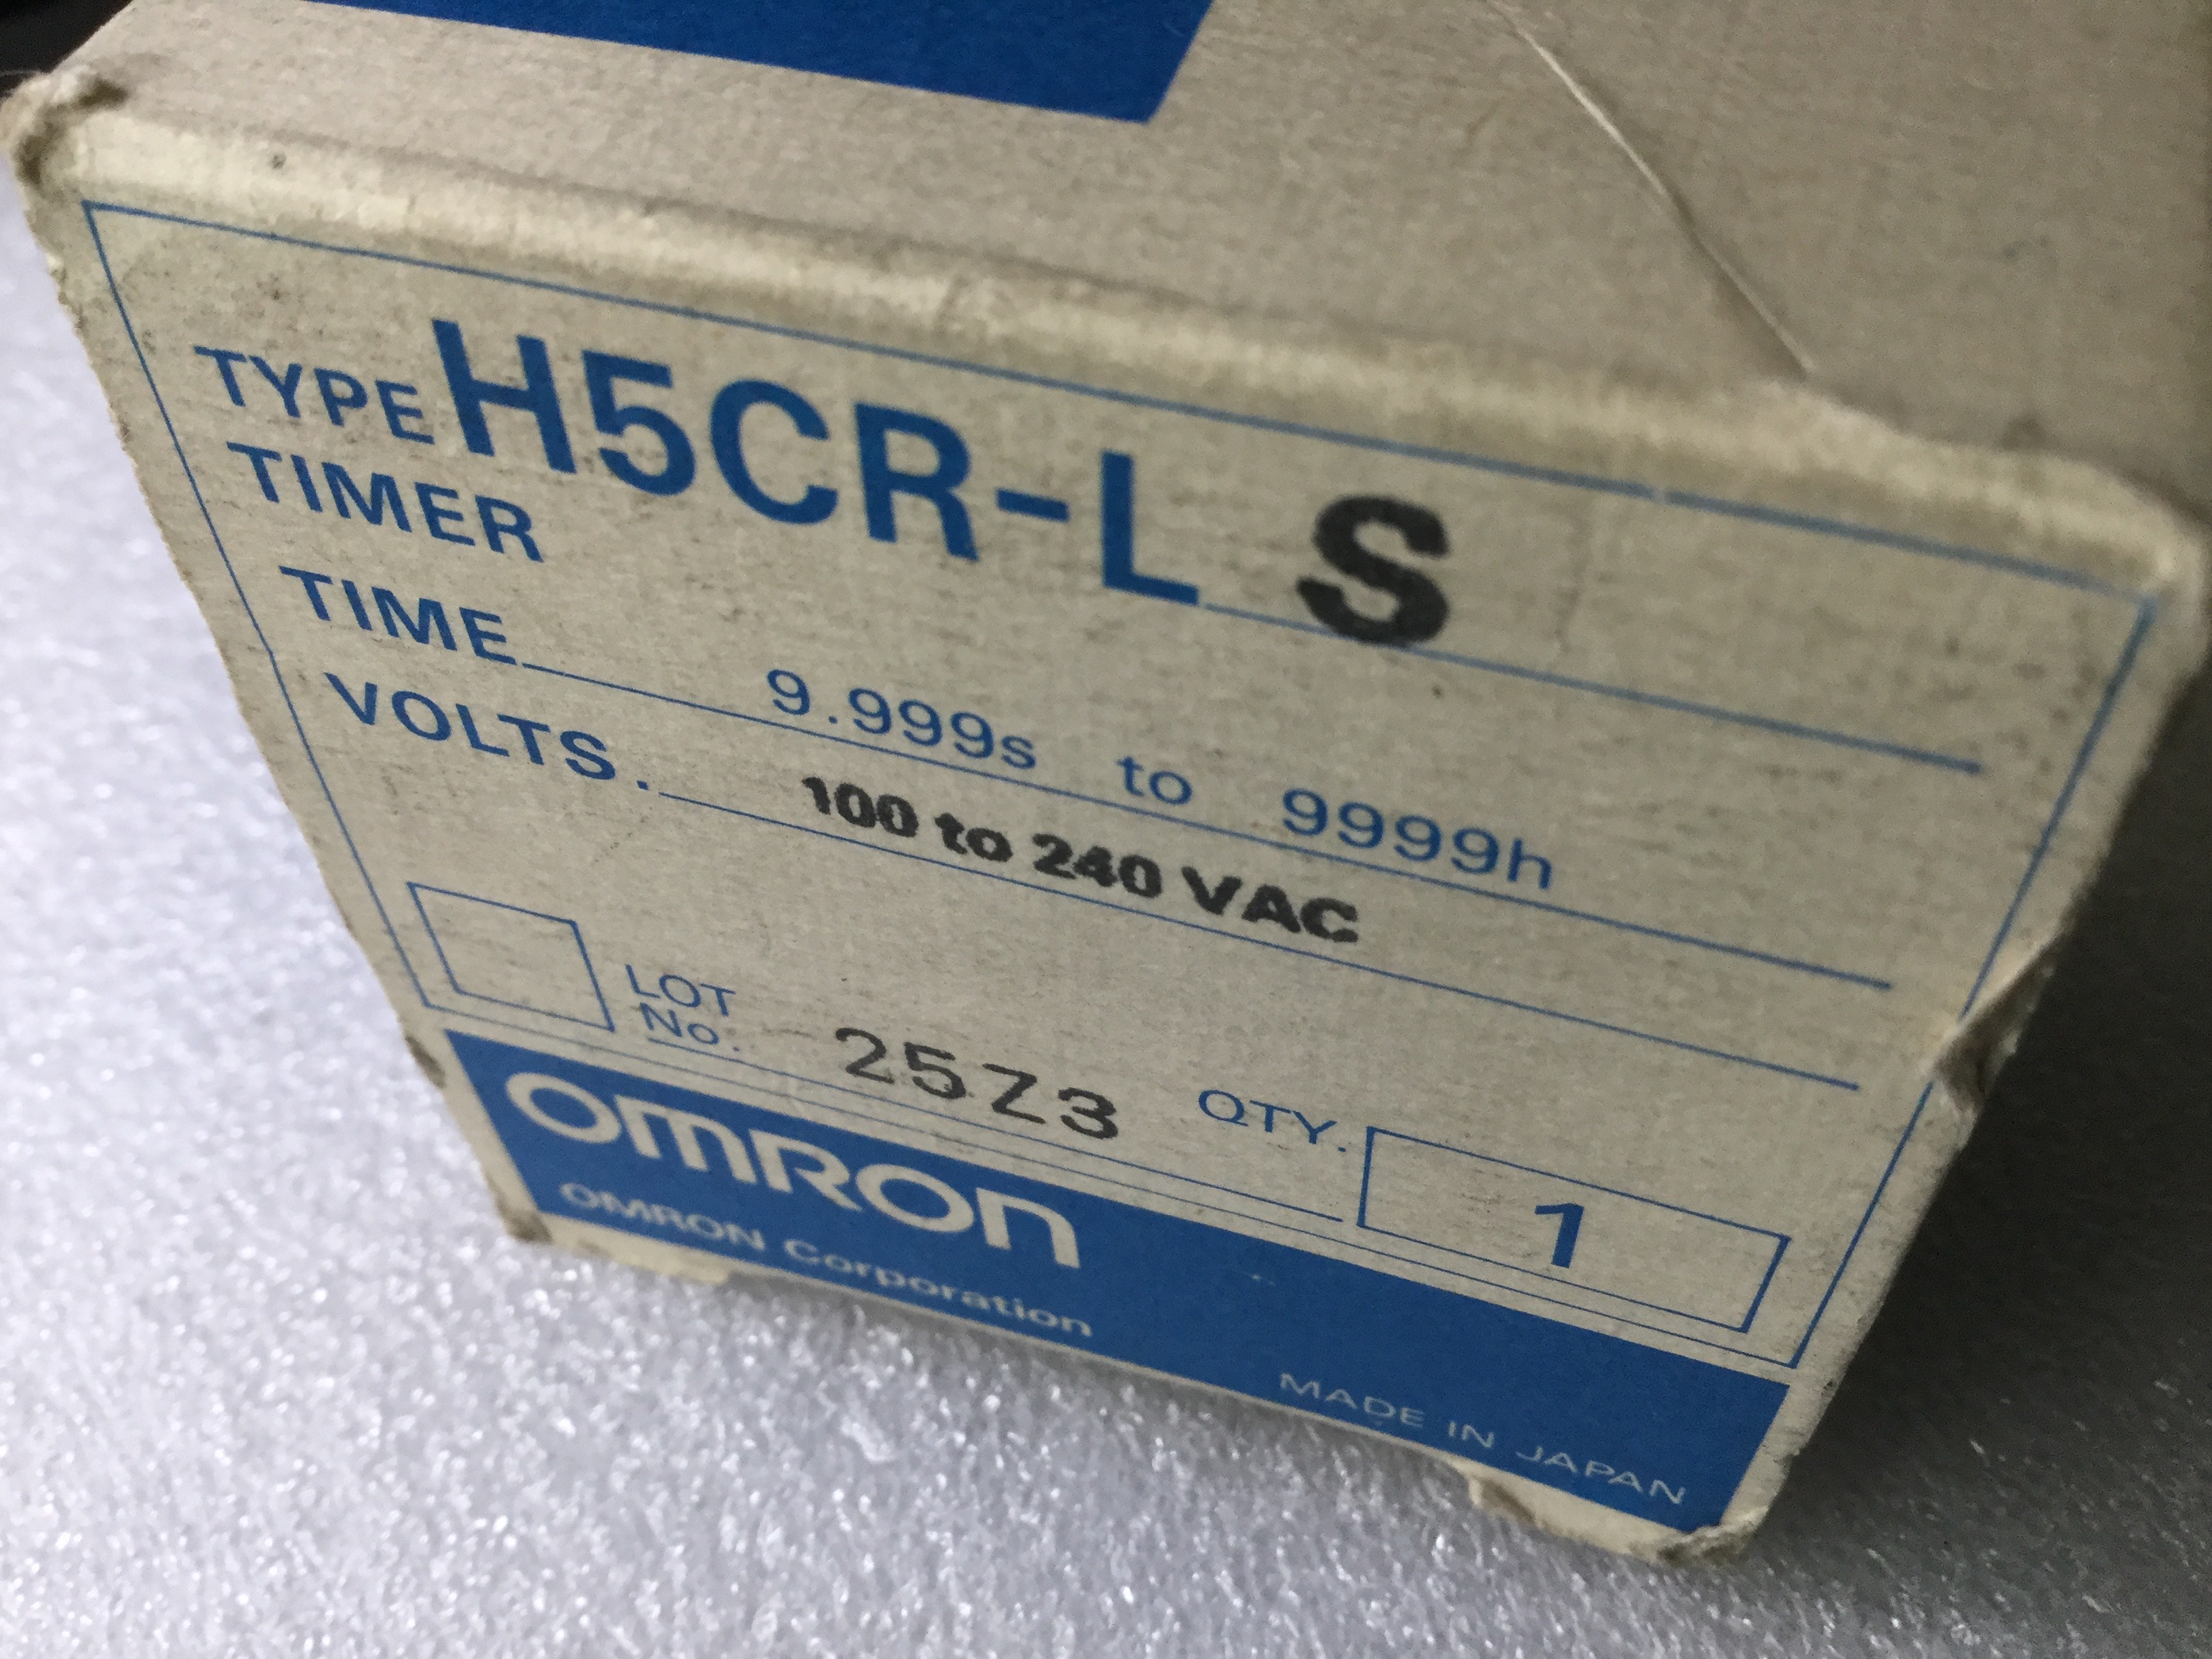 TYPE H5CR-L S
TIMER
TIME 9.999s to 9999h
VOLTS. 100 to 240 VAC
LOT No. 25Z3 QTY. 1
OMRON
OMRON Corporation
MADE IN JAPAN